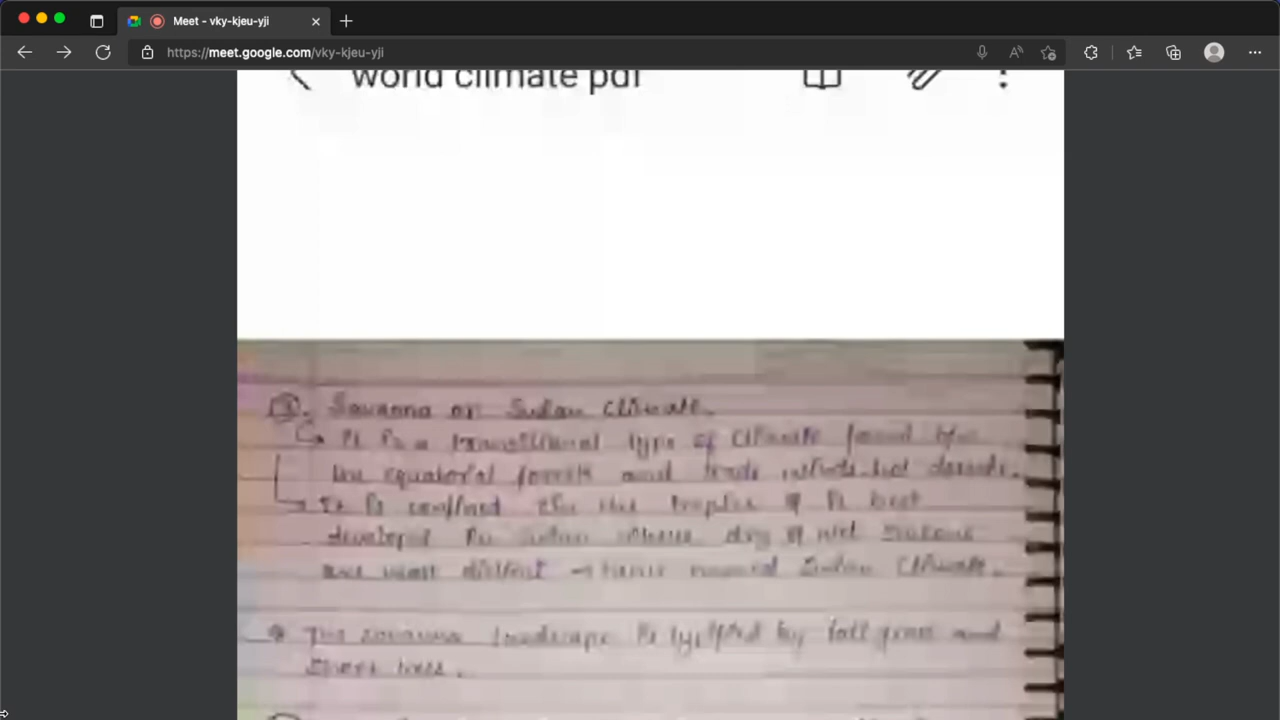 Meet - vky-kjeu-yji
https://meet.google.com/vky-kjeu-yji
world climate pdf
Savanna or Sudan Climate.
It is a transitional type of Climate found btw
the equatorial forests and trade winds hot deserts.
It is confined the tropics & is best
developed in Sudan where dry & wet seasons
are most distinct → hence named Sudan Climate.
* The savanna landscape is typified by tall grass and
short trees.